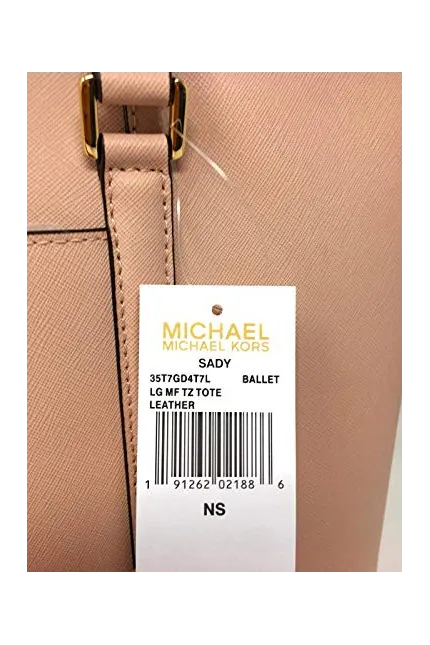 MICHAEL
MICHAEL KORS
SADY
35T7GD4T7L BALLET
LG MF TZ TOTE
LEATHER
1 91262 02188 6
NS